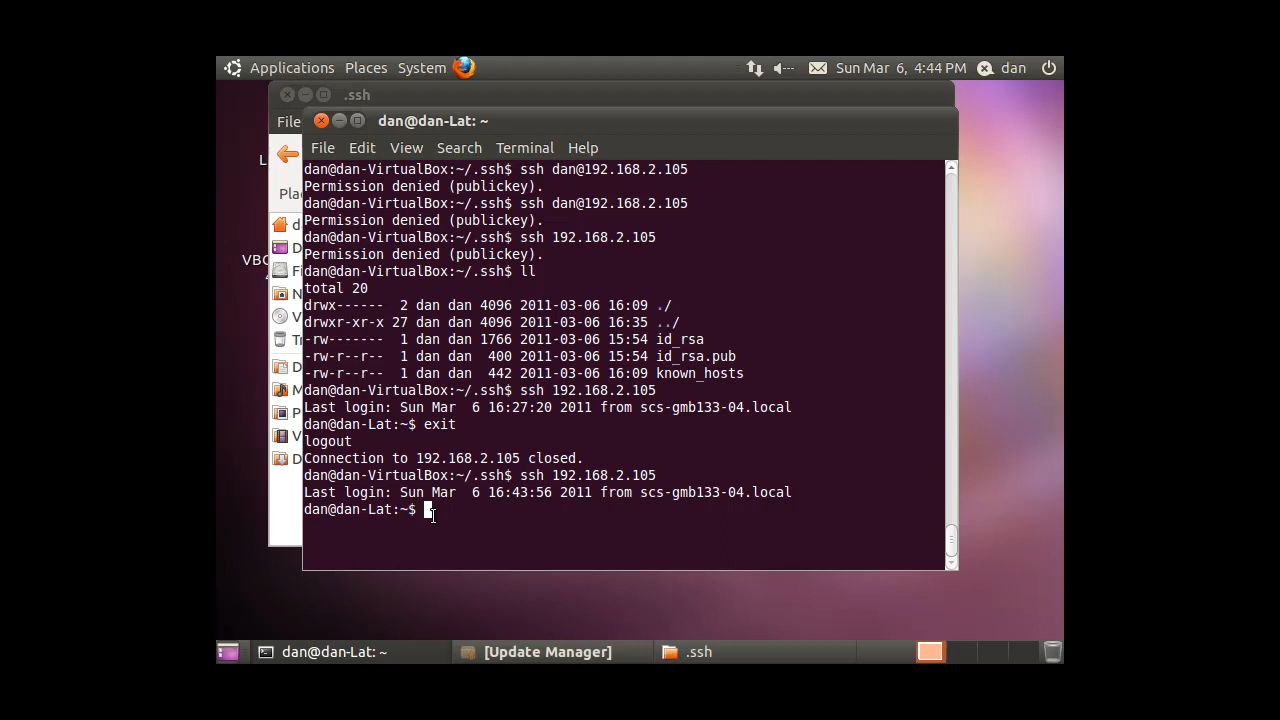 Applications Places System Sun Mar 6, 4:44 PM dan
.ssh
File
dan@dan-Lat: ~
File Edit View Search Terminal Help
dan@dan-VirtualBox:~/.ssh$ ssh dan@192.168.2.105
Permission denied (publickey).
dan@dan-VirtualBox:~/.ssh$ ssh dan@192.168.2.105
Permission denied (publickey).
dan@dan-VirtualBox:~/.ssh$ ssh 192.168.2.105
Permission denied (publickey).
dan@dan-VirtualBox:~/.ssh$ ll
total 20
drwx------  2 dan dan 4096 2011-03-06 16:09 ./
drwxr-xr-x 27 dan dan 4096 2011-03-06 16:35 ../
-rw-------  1 dan dan 1766 2011-03-06 15:54 id_rsa
-rw-r--r--  1 dan dan  400 2011-03-06 15:54 id_rsa.pub
-rw-r--r--  1 dan dan  442 2011-03-06 16:09 known_hosts
dan@dan-VirtualBox:~/.ssh$ ssh 192.168.2.105
Last login: Sun Mar  6 16:27:20 2011 from scs-gmb133-04.local
dan@dan-Lat:~$ exit
logout
Connection to 192.168.2.105 closed.
dan@dan-VirtualBox:~/.ssh$ ssh 192.168.2.105
Last login: Sun Mar  6 16:43:56 2011 from scs-gmb133-04.local
dan@dan-Lat:~$
dan@dan-Lat: ~ [Update Manager] .ssh